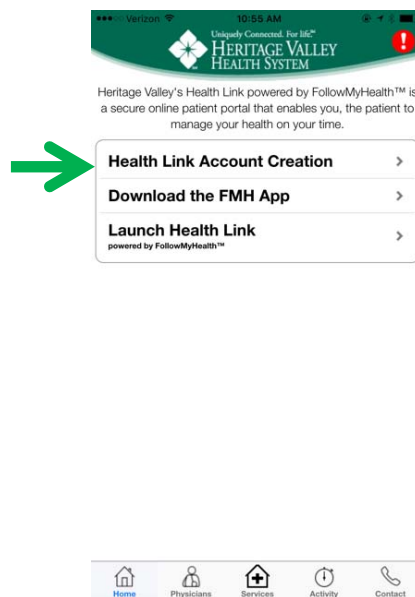 Verizon 10:55 AM
Uniquely Connected. For life.℠
HERITAGE VALLEY
HEALTH SYSTEM
!
Heritage Valley's Health Link powered by FollowMyHealth™ is
a secure online patient portal that enables you, the patient to
manage your health on your time.
Health Link Account Creation
Download the FMH App
Launch Health Link
powered by FollowMyHealth™
Home Physicians Services Activity Contact